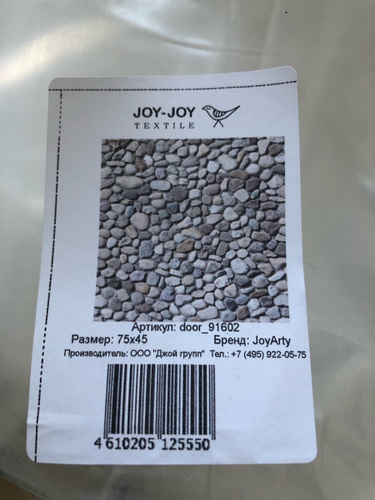 JOY-JOY
TEXTILE
Артикул: door_91602
Размер: 75x45 Бренд: JoyArty
Производитель: ООО "Джой групп" Тел.: +7 (495) 922-05-75
4 610205 125550